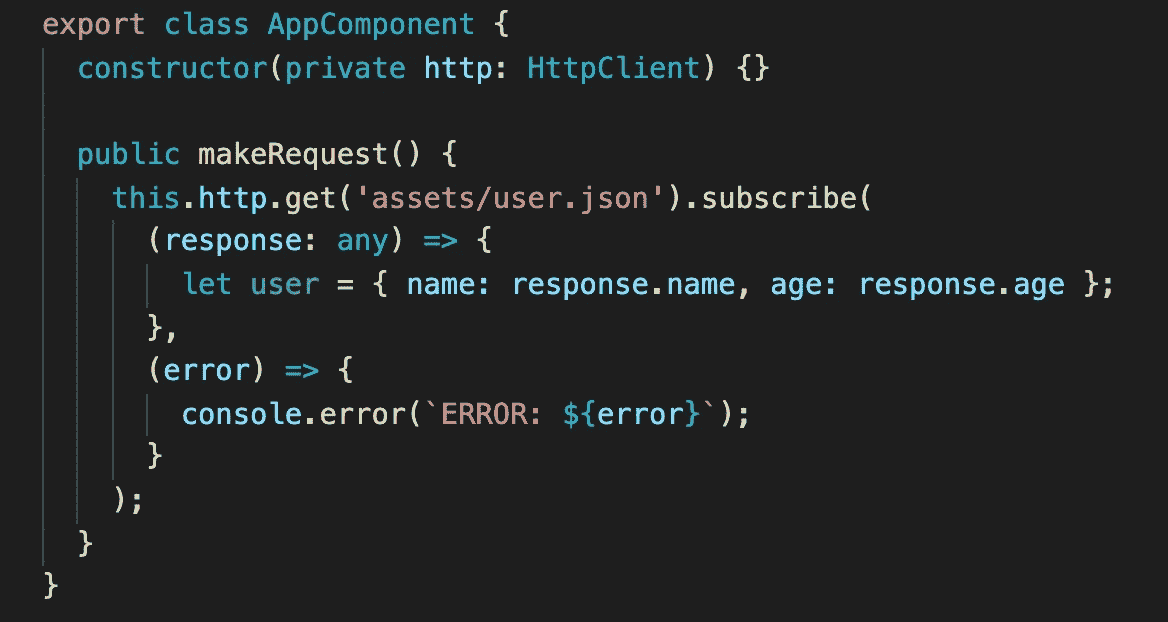 export class AppComponent {
constructor(private http: HttpClient) {}
public makeRequest() {
this.http.get('assets/user.json').subscribe(
(response: any) => {
let user = { name: response.name, age: response.age };
},
(error) => {
console.error(`ERROR: ${error}`);
}
);
}
}